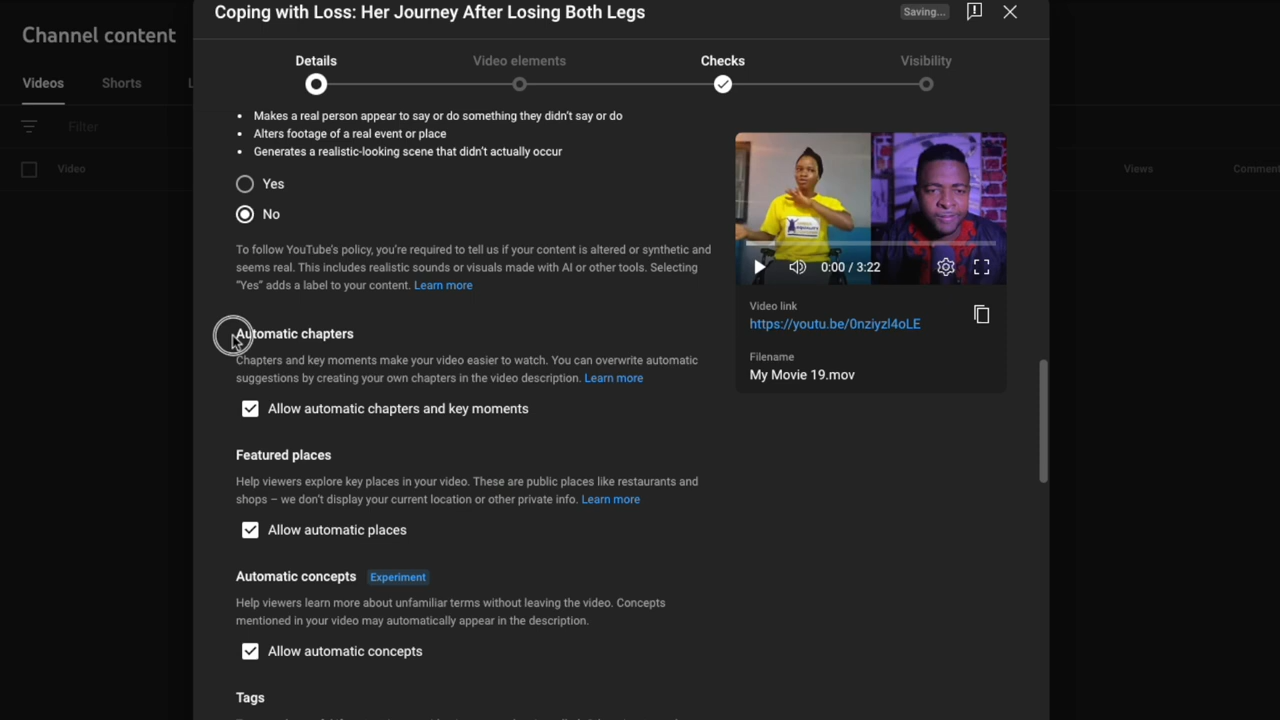 Channel content
Videos
Shorts
L
Filter
Video
Views
Comment
Coping with Loss: Her Journey After Losing Both Legs
Saving...
Details
Video elements
Checks
Visibility
• Makes a real person appear to say or do something they didn't say or do
• Alters footage of a real event or place
• Generates a realistic-looking scene that didn't actually occur
Yes
No
To follow YouTube's policy, you're required to tell us if your content is altered or synthetic and
seems real. This includes realistic sounds or visuals made with AI or other tools. Selecting
"Yes" adds a label to your content. Learn more
Automatic chapters
Chapters and key moments make your video easier to watch. You can overwrite automatic
suggestions by creating your own chapters in the video description. Learn more
Allow automatic chapters and key moments
Featured places
Help viewers explore key places in your video. These are public places like restaurants and
shops – we don't display your current location or other private info. Learn more
Allow automatic places
Automatic concepts Experiment
Help viewers learn more about unfamiliar terms without leaving the video. Concepts
mentioned in your video may automatically appear in the description.
Allow automatic concepts
Tags
0:00 / 3:22
Video link
https://youtu.be/0nziyzl4oLE
Filename
My Movie 19.mov